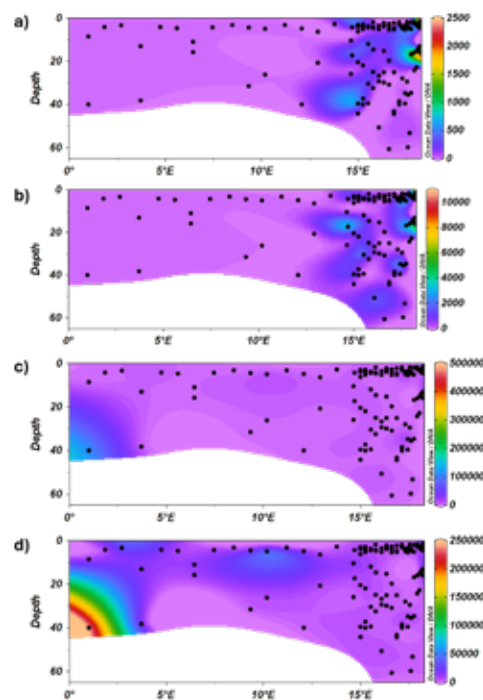 a)
Depth
0
20
40
60
0° 5°E 10°E 15°E
2500
2000
1500
1000
500
0
Ocean Data View / DIVA
b)
Depth
0
20
40
60
0° 5°E 10°E 15°E
10000
8000
6000
4000
2000
0
Ocean Data View / DIVA
c)
Depth
0
20
40
60
0° 5°E 10°E 15°E
500000
400000
300000
200000
100000
0
Ocean Data View / DIVA
d)
Depth
0
20
40
60
0° 5°E 10°E 15°E
250000
200000
150000
100000
50000
0
Ocean Data View / DIVA